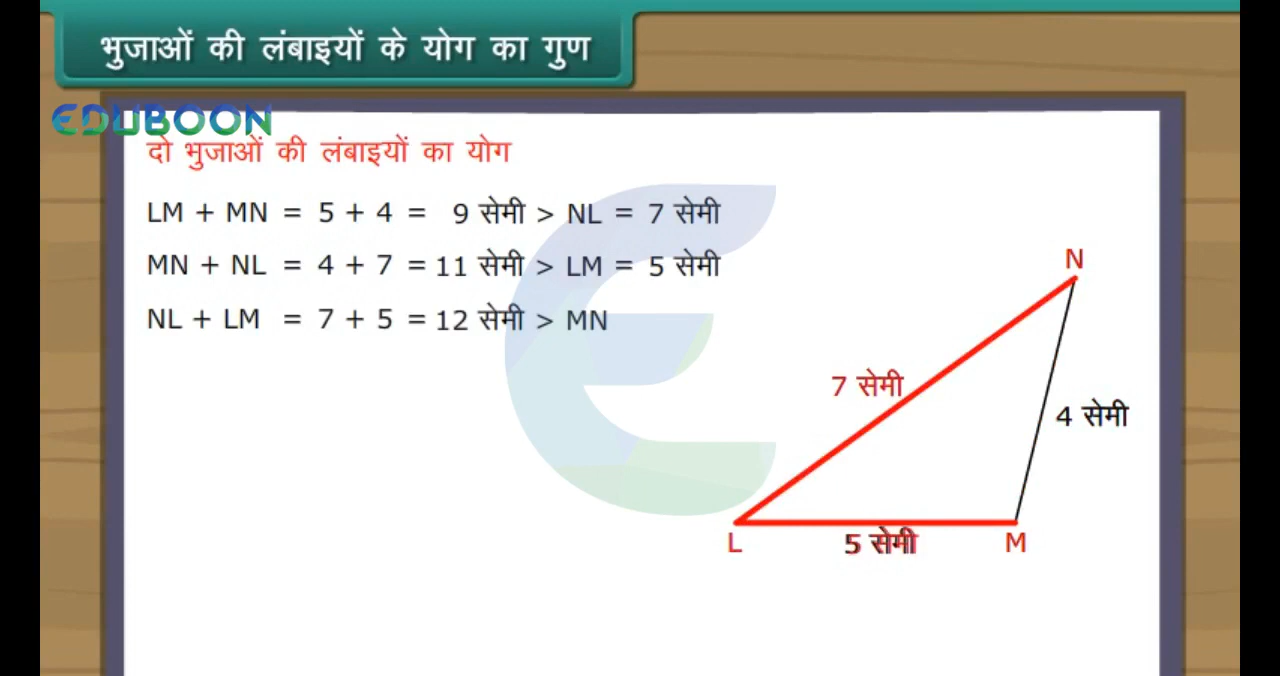 भुजाओं की लंबाइयों के योग का गुण
EDUBOON
दो भुजाओं की लंबाइयों का योग
LM + MN = 5 + 4 = 9 सेमी > NL = 7 सेमी
MN + NL = 4 + 7 = 11 सेमी > LM = 5 सेमी
NL + LM = 7 + 5 = 12 सेमी > MN
N
7 सेमी
4 सेमी
L
5 सेमी
M